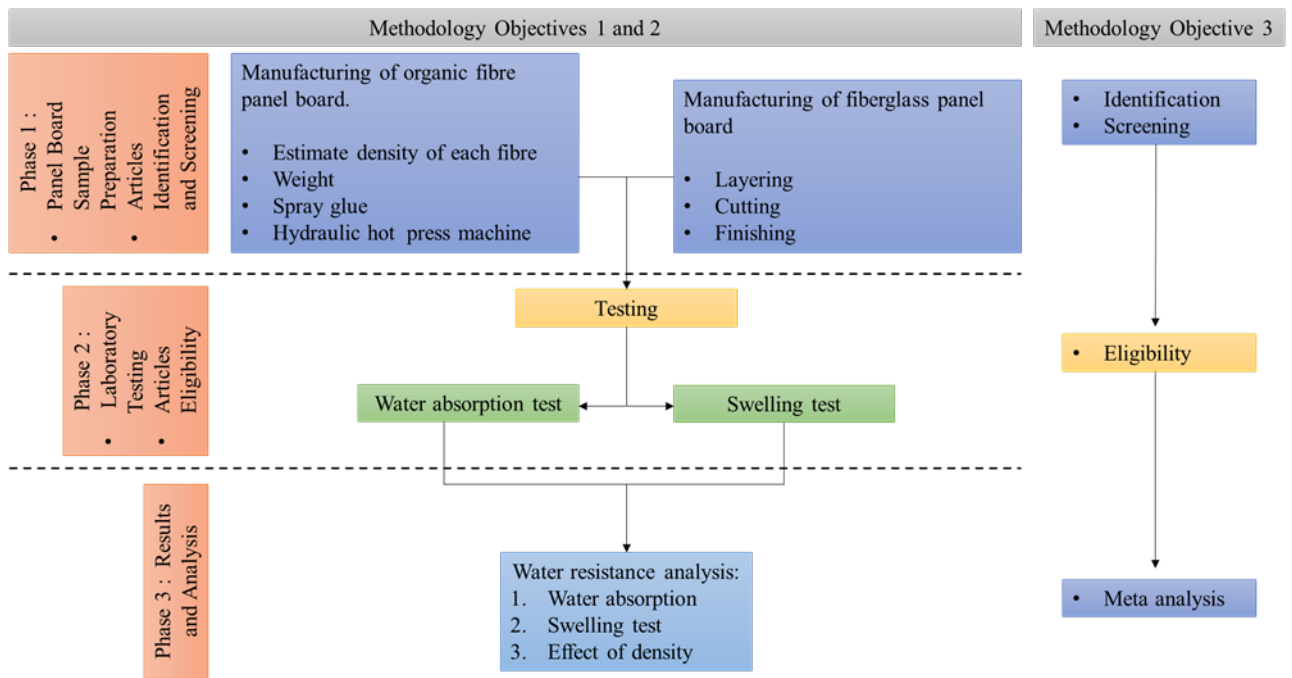 Methodology Objectives 1 and 2
Methodology Objective 3
Phase 1 :
• Panel Board
Sample
Preparation
• Articles
Identification
and Screening
Manufacturing of organic fibre
panel board.
• Estimate density of each fibre
• Weight
• Spray glue
• Hydraulic hot press machine
Manufacturing of fiberglass panel
board
• Layering
• Cutting
• Finishing
• Identification
• Screening
Phase 2 :
• Laboratory
Testing
• Articles
Eligibility
Testing
Water absorption test
Swelling test
• Eligibility
Phase 3 : Results
and Analysis
Water resistance analysis:
1. Water absorption
2. Swelling test
3. Effect of density
• Meta analysis